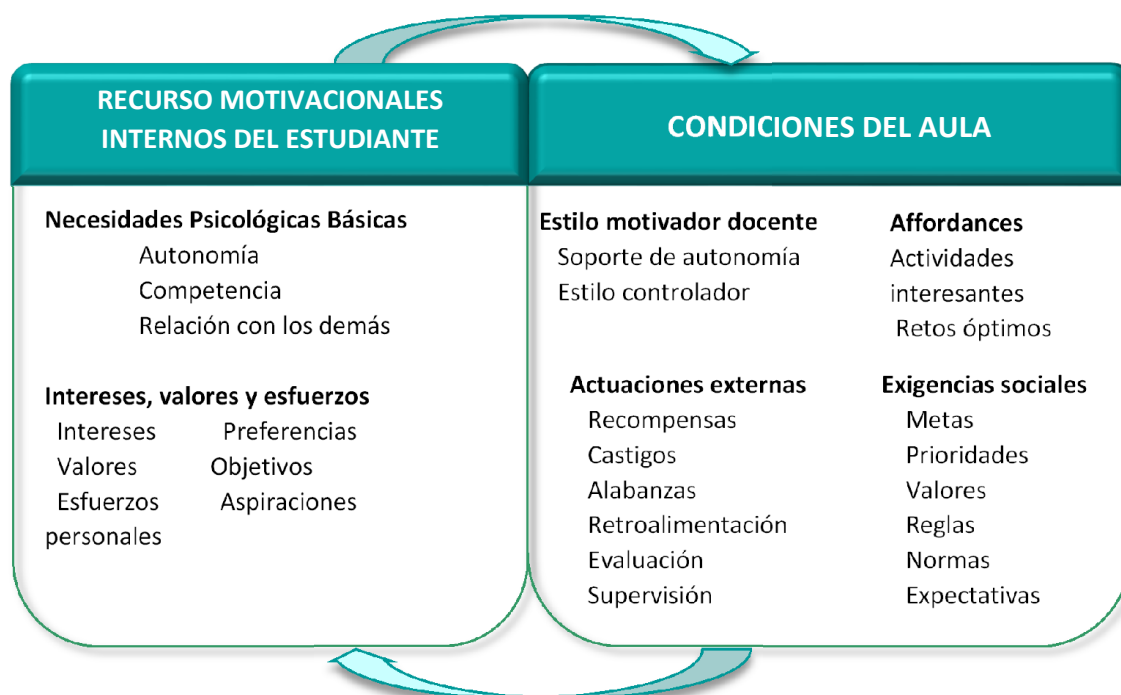 RECURSO MOTIVACIONALES
INTERNOS DEL ESTUDIANTE
Necesidades Psicológicas Básicas
Autonomía
Competencia
Relación con los demás
Intereses, valores y esfuerzos
Intereses Preferencias
Valores Objetivos
Esfuerzos Aspiraciones
personales
CONDICIONES DEL AULA
Estilo motivador docente
Soporte de autonomía
Estilo controlador
Affordances
Actividades
interesantes
Retos óptimos
Actuaciones externas
Recompensas
Castigos
Alabanzas
Retroalimentación
Evaluación
Supervisión
Exigencias sociales
Metas
Prioridades
Valores
Reglas
Normas
Expectativas